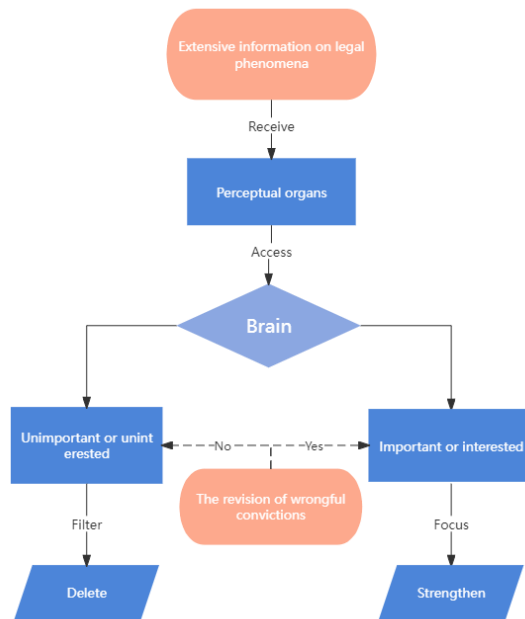 Extensive information on legal
phenomena
Receive
Perceptual organs
Access
Brain
Unimportant or unint
erested
No
Yes
Important or interested
The revision of wrongful
convictions
Filter
Focus
Delete
Strengthen